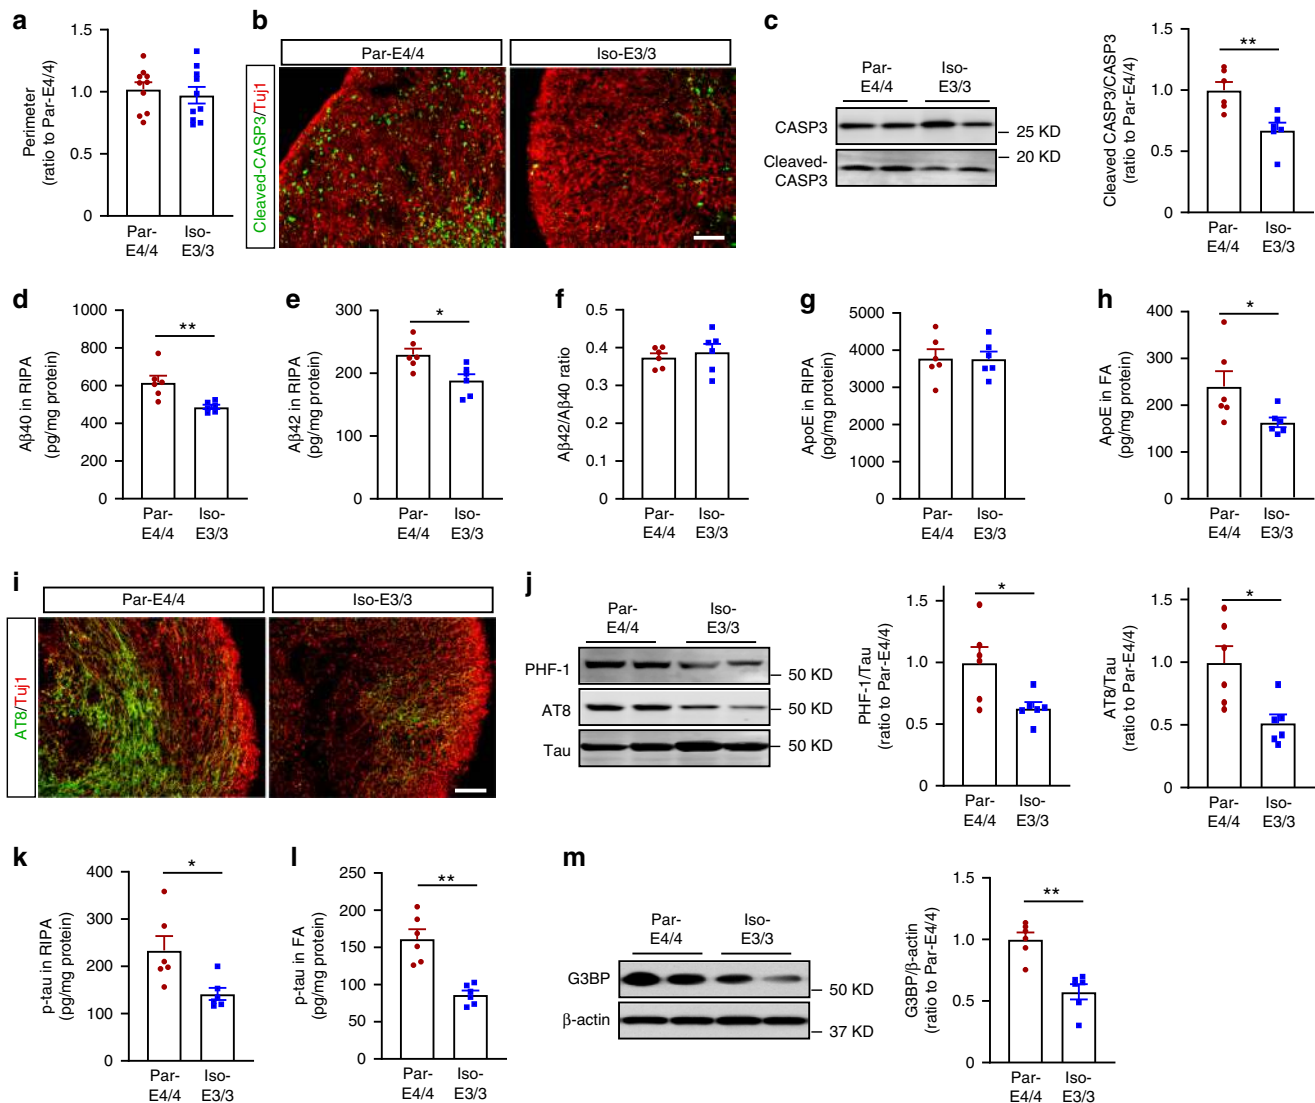 a
1.5
1.0
0.5
0
Perimeter
(ratio to Par-E4/4)
Par-
E4/4
Iso-
E3/3
b
Par-E4/4
Iso-E3/3
Cleaved-CASP3/Tuj1
c
Par-
E4/4
Iso-
E3/3
CASP3
Cleaved-
CASP3
25 KD
20 KD
Cleaved CASP3/CASP3
(ratio to Par-E4/4)
1.5
1.0
0.5
0
**
Par-
E4/4
Iso-
E3/3
d
Aβ40 in RIPA
(pg/mg protein)
1000
800
600
400
200
0
**
Par-
E4/4
Iso-
E3/3
e
Aβ42 in RIPA
(pg/mg protein)
300
200
100
0
*
Par-
E4/4
Iso-
E3/3
f
Aβ42/Aβ40 ratio
0.5
0.4
0.3
0.2
0.1
0
Par-
E4/4
Iso-
E3/3
g
ApoE in RIPA
(pg/mg protein)
5000
4000
3000
2000
1000
0
Par-
E4/4
Iso-
E3/3
h
ApoE in FA
(pg/mg protein)
400
300
200
100
0
*
Par-
E4/4
Iso-
E3/3
i
Par-E4/4
Iso-E3/3
AT8/Tuj1
j
Par-
E4/4
Iso-
E3/3
PHF-1
AT8
Tau
50 KD
50 KD
50 KD
PHF-1/Tau
(ratio to Par-E4/4)
1.5
1.0
0.5
0
*
Par-
E4/4
Iso-
E3/3
AT8/Tau
(ratio to Par-E4/4)
1.5
1.0
0.5
0
*
Par-
E4/4
Iso-
E3/3
k
p-tau in RIPA
(pg/mg protein)
400
300
200
100
0
*
Par-
E4/4
Iso-
E3/3
l
p-tau in FA
(pg/mg protein)
250
200
150
100
50
0
**
Par-
E4/4
Iso-
E3/3
m
Par-
E4/4
Iso-
E3/3
G3BP
β-actin
50 KD
37 KD
G3BP/β-actin
(ratio to Par-E4/4)
1.5
1.0
0.5
0
**
Par-
E4/4
Iso-
E3/3